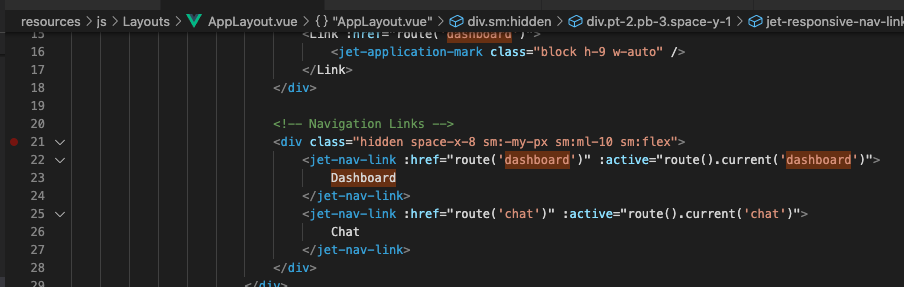 resources > js > Layouts > AppLayout.vue > {} "AppLayout.vue" > div.sm:hidden > div.pt-2.pb-3.space-y-1 > jet-responsive-nav-link
15 <Link :href="route('dashboard')">
16 <jet-application-mark class="block h-9 w-auto" />
17 </Link>
18 </div>
19
20 <!-- Navigation Links -->
21 <div class="hidden space-x-8 sm:-my-px sm:ml-10 sm:flex">
22 <jet-nav-link :href="route('dashboard')" :active="route().current('dashboard')">
23 Dashboard
24 </jet-nav-link>
25 <jet-nav-link :href="route('chat')" :active="route().current('chat')">
26 Chat
27 </jet-nav-link>
28 </div>
29 </div>